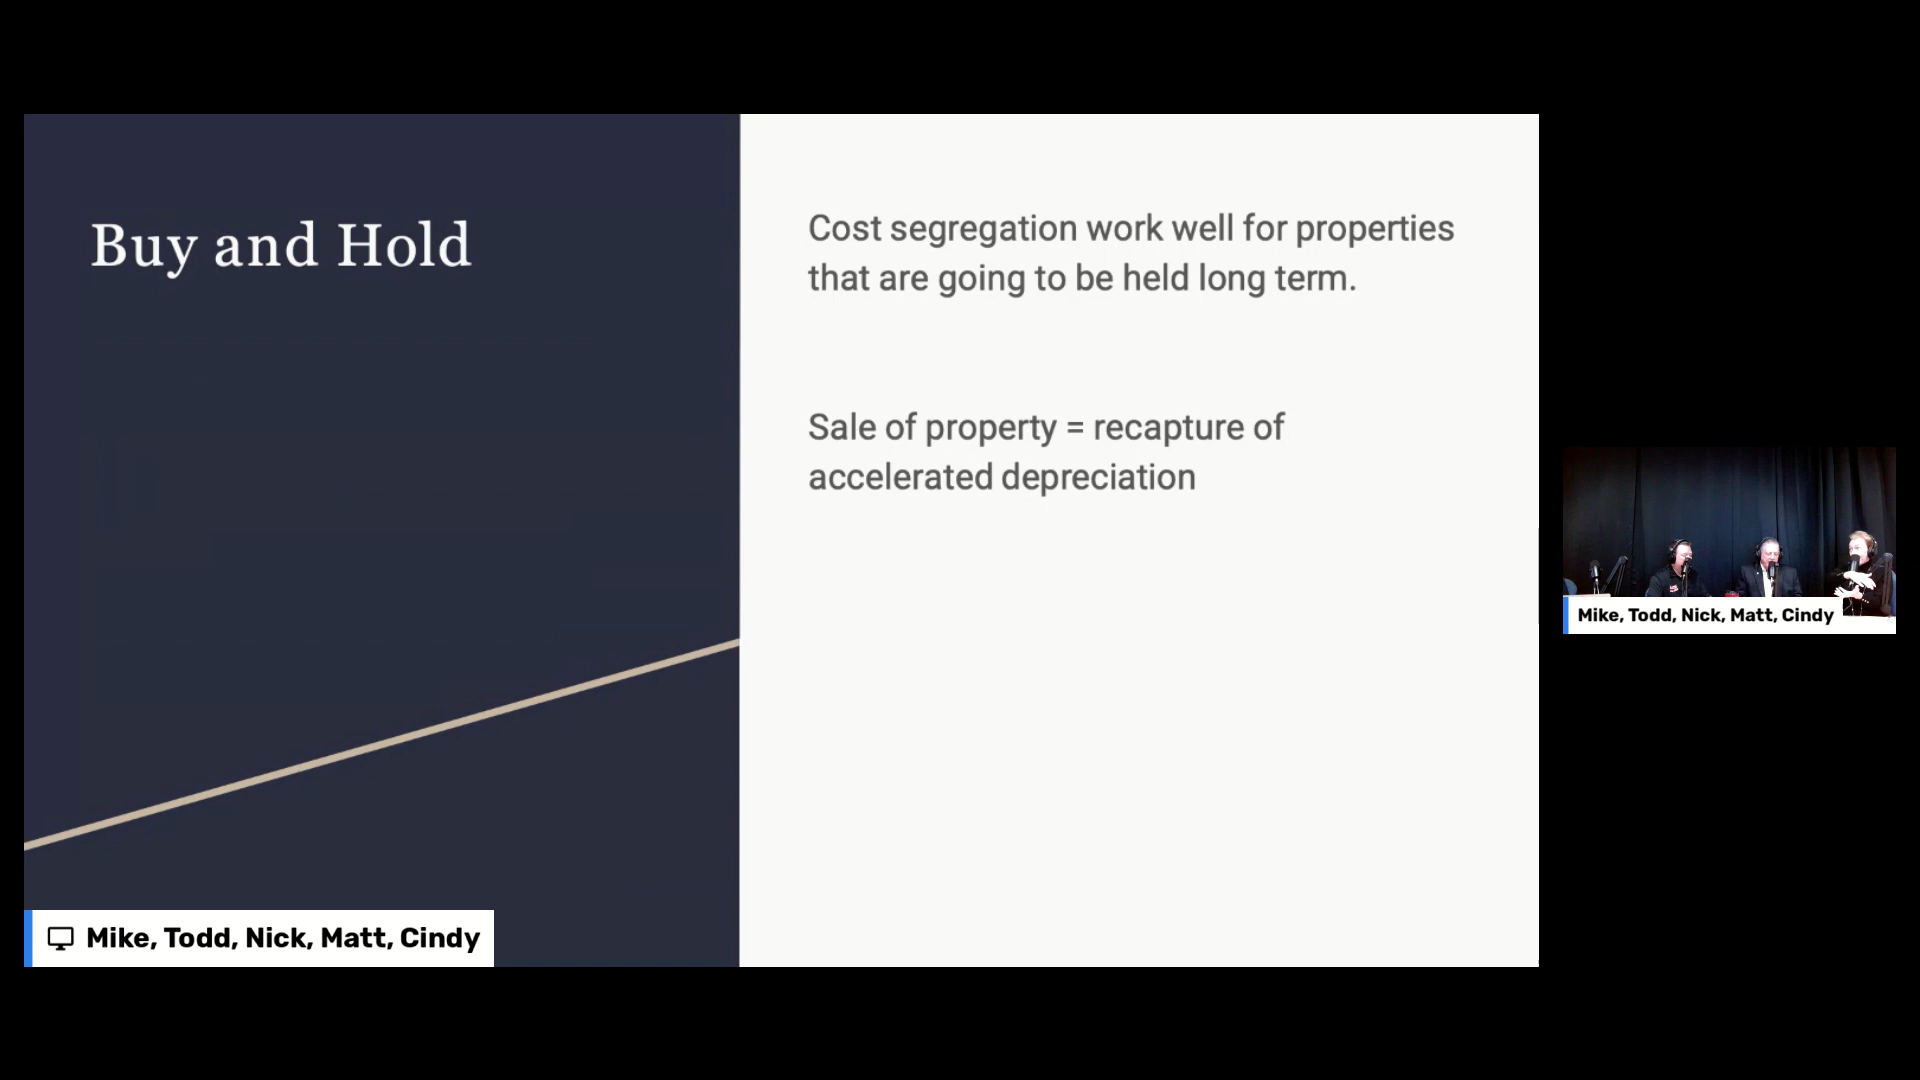 Buy and Hold
Cost segregation work well for properties
that are going to be held long term.
Sale of property = recapture of
accelerated depreciation
Mike, Todd, Nick, Matt, Cindy
Mike, Todd, Nick, Matt, Cindy